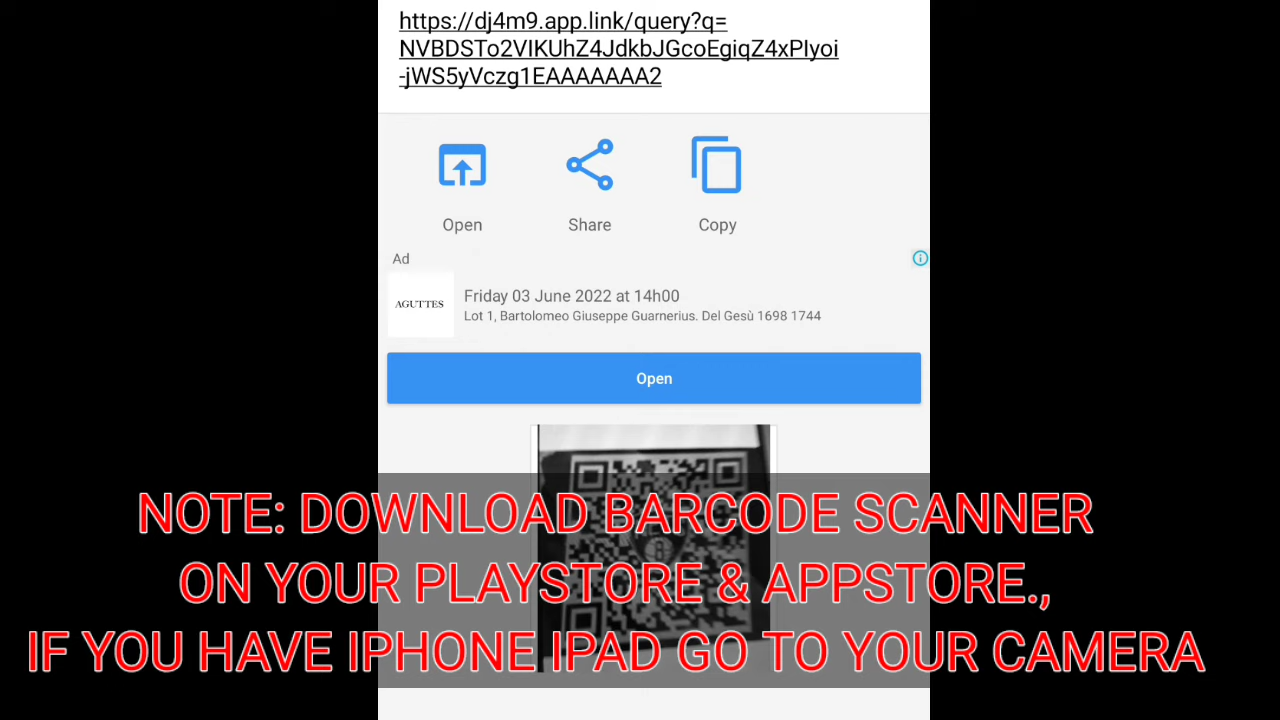 https://dj4m9.app.link/query?q=
NVBDSTo2VIKUhZ4JdkbJGcoEgiqZ4xPIyoi
-jWS5yVczg1EAAAAAAA2
Open
Share
Copy
Ad
AGUTTES
Friday 03 June 2022 at 14h00
Lot 1, Bartolomeo Giuseppe Guarnerius. Del Gesù 1698 1744
Open
NOTE: DOWNLOAD BARCODE SCANNER
ON YOUR PLAYSTORE & APPSTORE.,
IF YOU HAVE IPHONE IPAD GO TO YOUR CAMERA